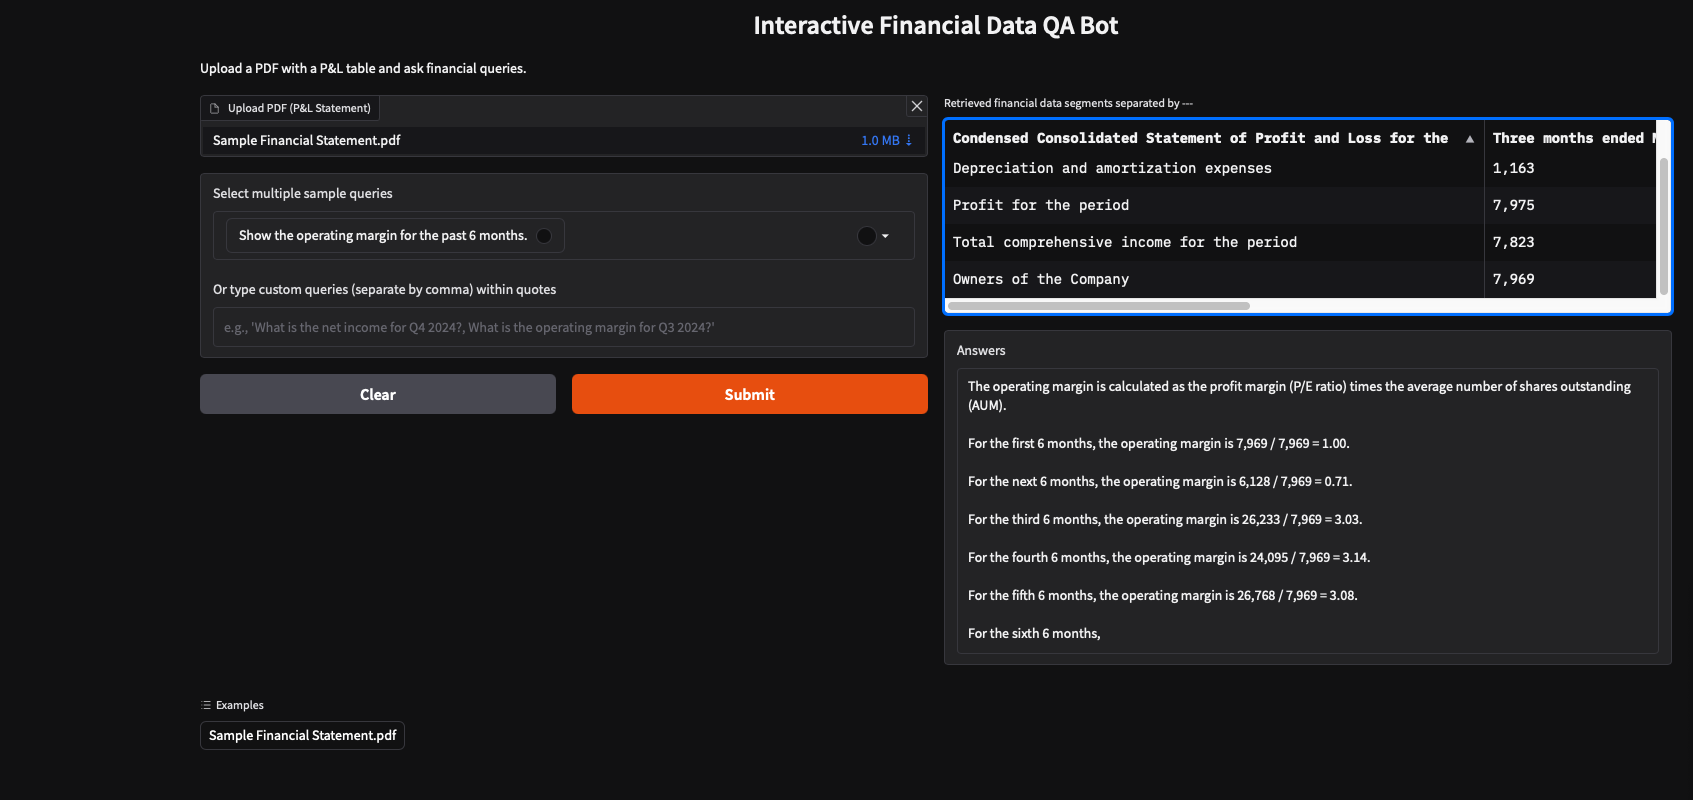 Interactive Financial Data QA Bot
Upload a PDF with a P&L table and ask financial queries.
Upload PDF (P&L Statement)
Sample Financial Statement.pdf
1.0 MB ⇣
Select multiple sample queries
Show the operating margin for the past 6 months.
Or type custom queries (separate by comma) within quotes
e.g., 'What is the net income for Q4 2024?, What is the operating margin for Q3 2024?'
Clear
Submit
Retrieved financial data segments separated by ---
Condensed Consolidated Statement of Profit and Loss for the
Three months ended
Depreciation and amortization expenses
1,163
Profit for the period
7,975
Total comprehensive income for the period
7,823
Owners of the Company
7,969
Answers
The operating margin is calculated as the profit margin (P/E ratio) times the average number of shares outstanding
(AUM).
For the first 6 months, the operating margin is 7,969 / 7,969 = 1.00.
For the next 6 months, the operating margin is 6,128 / 7,969 = 0.71.
For the third 6 months, the operating margin is 26,233 / 7,969 = 3.03.
For the fourth 6 months, the operating margin is 24,095 / 7,969 = 3.14.
For the fifth 6 months, the operating margin is 26,768 / 7,969 = 3.08.
For the sixth 6 months,
Examples
Sample Financial Statement.pdf